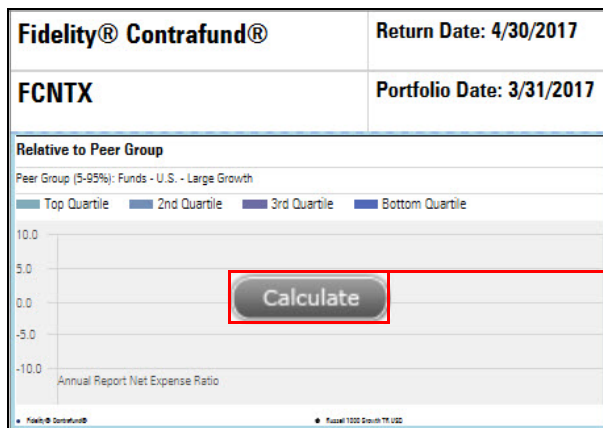 Fidelity® Contrafund®
Return Date: 4/30/2017
FCNTX
Portfolio Date: 3/31/2017
Relative to Peer Group
Peer Group (5-95%): Funds - U.S. - Large Growth
Top Quartile 2nd Quartile 3rd Quartile Bottom Quartile
10.0
5.0
Calculate
0.0
-5.0
-10.0
Annual Report Net Expense Ratio
Fidelity® Contrafund® Russell 1000 Growth TR USD